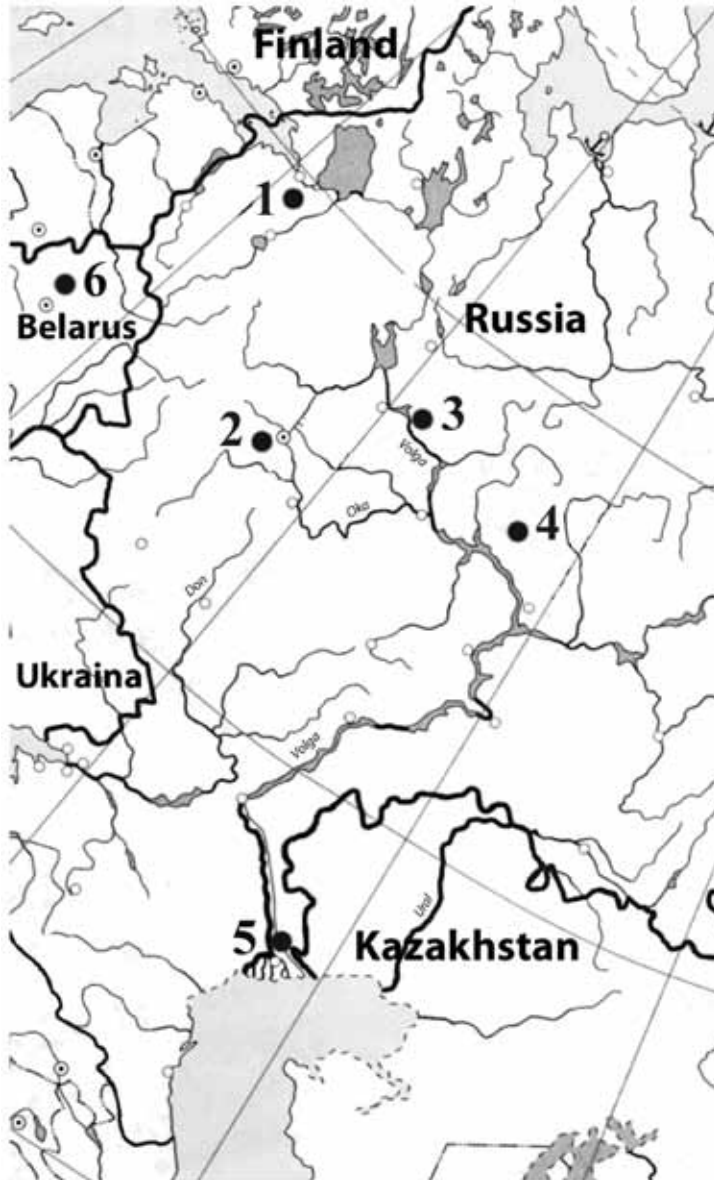 Finland
1
6
Belarus
Russia
2
3
Volga
Oka
4
Don
Ukraina
Volga
Ural
5
Kazakhstan